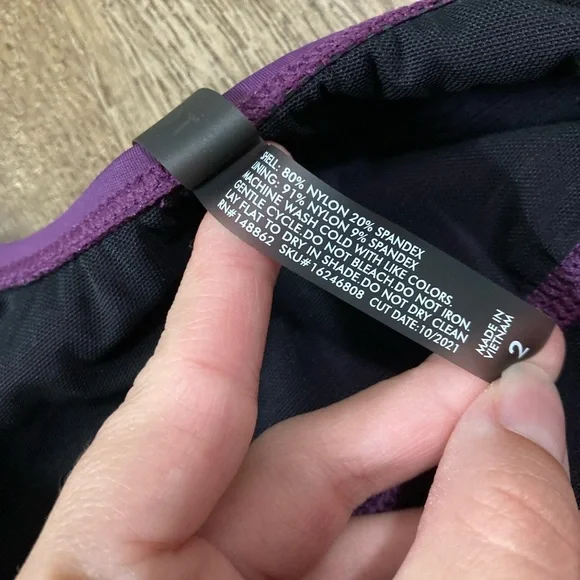 SHELL: 80% NYLON 20% SPANDEX
LINING: 91% NYLON 9% SPANDEX
MACHINE WASH COLD WITH LIKE COLORS.
GENTLE CYCLE DO NOT BLEACH.DO NOT IRON.
LAY FLAT TO DRY IN SHADE.DO NOT DRY CLEAN
RN#148862 SKU#16246808 CUT DATE:10/2021
MADE IN
VIETNAM
2